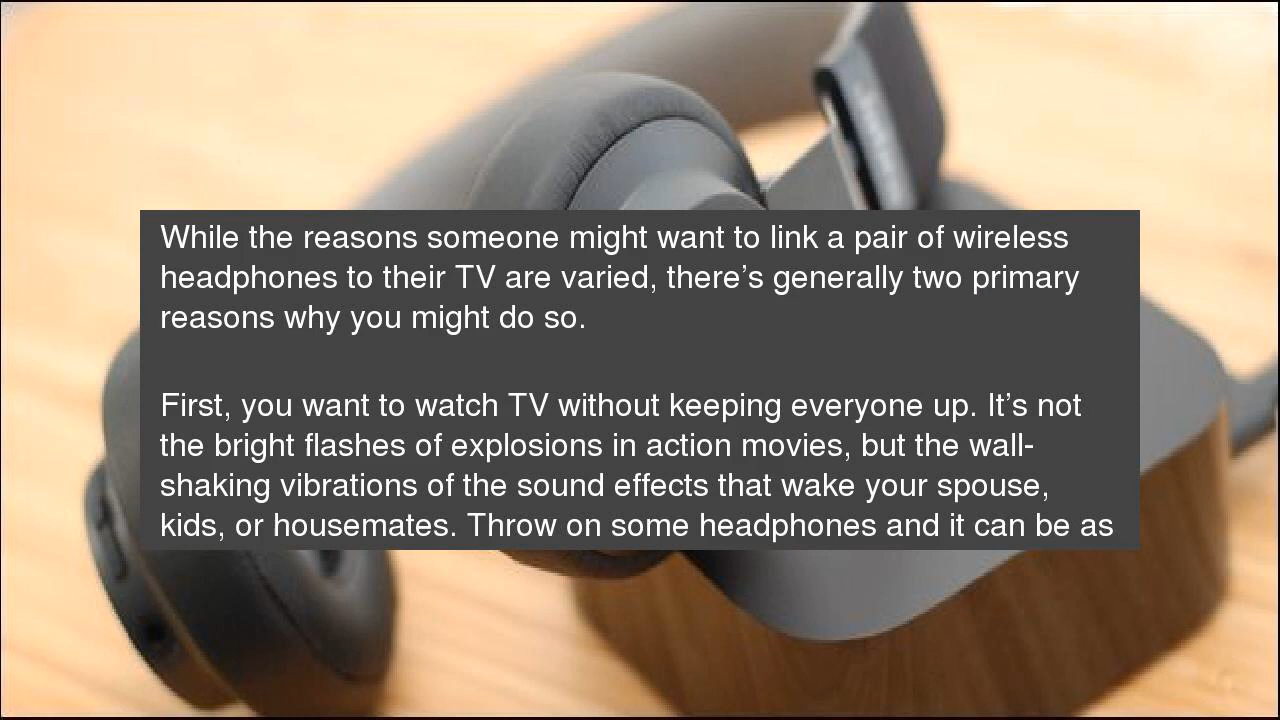 While the reasons someone might want to link a pair of wireless
headphones to their TV are varied, there’s generally two primary
reasons why you might do so.
First, you want to watch TV without keeping everyone up. It’s not
the bright flashes of explosions in action movies, but the wall-
shaking vibrations of the sound effects that wake your spouse,
kids, or housemates. Throw on some headphones and it can be as